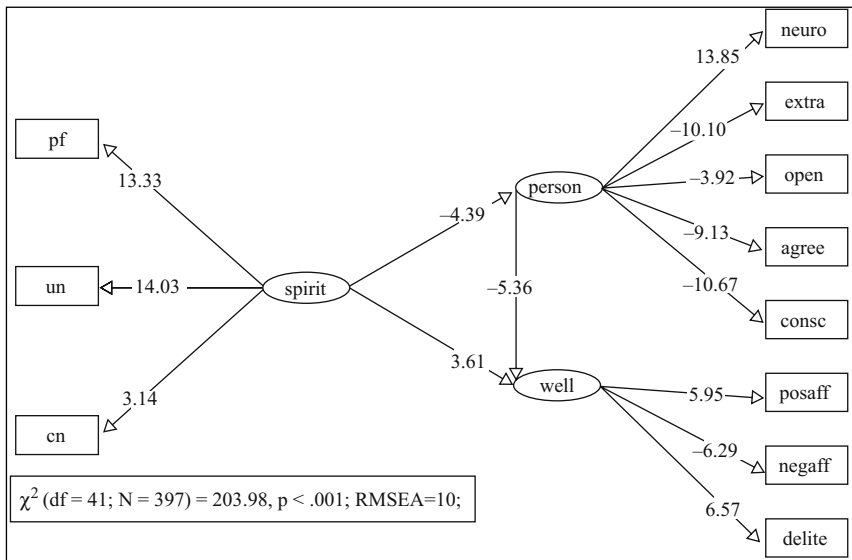 neuro
13.85
extra
–10.10
pf
13.33
person
–3.92
open
–4.39
–9.13
agree
un
14.03
spirit
–5.36
–10.67
consc
3.61
well
5.95
posaff
3.14
cn
–6.29
negaff
χ² (df = 41; N = 397) = 203.98, p < .001; RMSEA=10;
6.57
delite